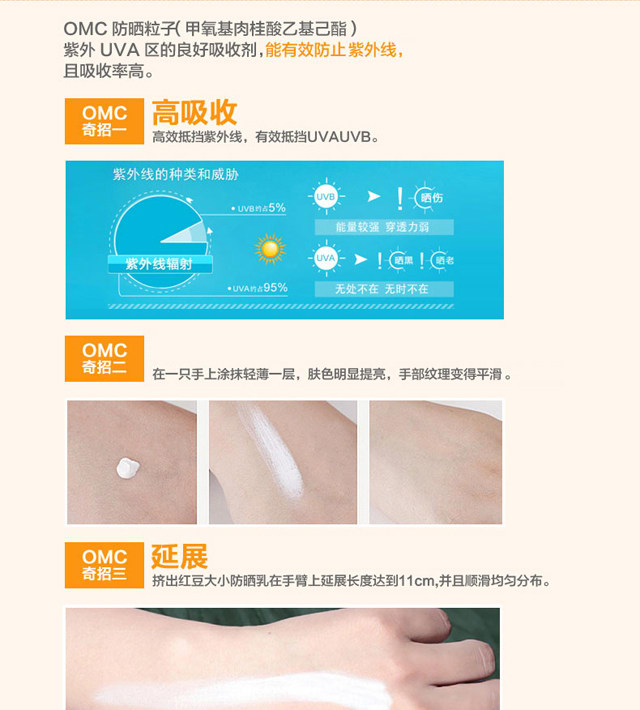 OMC 防晒粒子( 甲氧基肉桂酸乙基己酯 )
紫外 UVA 区的良好吸收剂,能有效防止紫外线,
且吸收率高。
OMC
奇招一
高吸收
高效抵挡紫外线，有效抵挡UVAUVB。
紫外线的种类和威胁
• UVB约占5%
紫外线辐射
• UVA约占95%
UVB
! 晒伤
能量较强 穿透力弱
UVA
! 晒黑 ! 晒老
无处不在 无时不在
OMC
奇招二
在一只手上涂抹轻薄一层，肤色明显提亮，手部纹理变得平滑。
OMC
奇招三
延展
挤出红豆大小防晒乳在手臂上延展长度达到11cm,并且顺滑均匀分布。